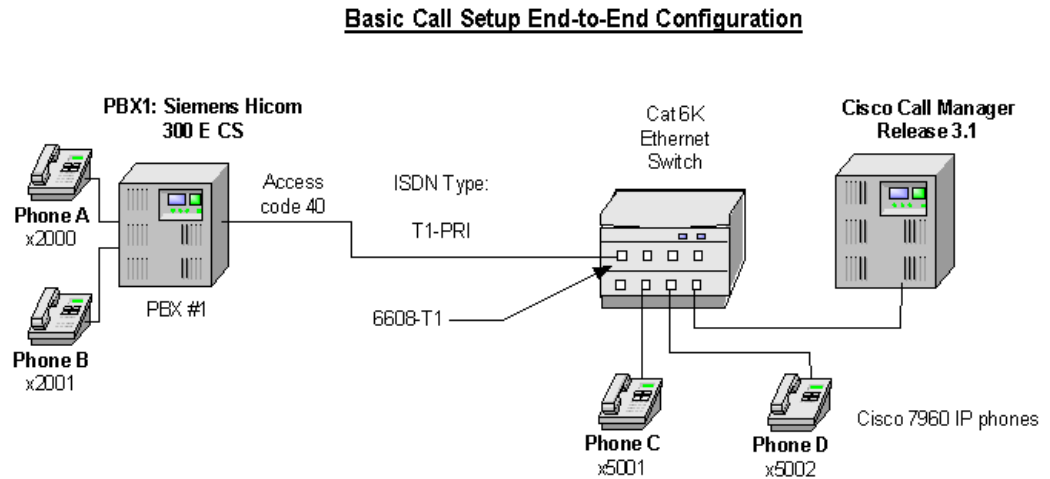 Basic Call Setup End-to-End Configuration
PBX1: Siemens Hicom
300 E CS
Cat 6K
Ethernet
Switch
Cisco Call Manager
Release 3.1
Access
code 40
ISDN Type:
T1-PRI
Phone A
x2000
PBX #1
6608-T1
Phone B
x2001
Phone C
x5001
Phone D
x5002
Cisco 7960 IP phones